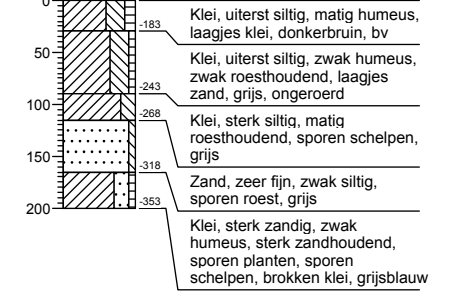 0
Klei, uiterst siltig, matig humeus,
-183
laagjes klei, donkerbruin, bv
50
Klei, uiterst siltig, zwak humeus,
zwak roesthoudend, laagjes
-243
zand, grijs, ongeroerd
100
-268
Klei, sterk siltig, matig
roesthoudend, sporen schelpen,
grijs
150
-318
Zand, zeer fijn, zwak siltig,
sporen roest, grijs
200
-353
Klei, sterk zandig, zwak
humeus, sterk zandhoudend,
sporen planten, sporen
schelpen, brokken klei, grijsblauw